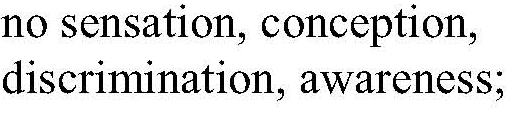 no sensation, conception,
discrimination, awareness;